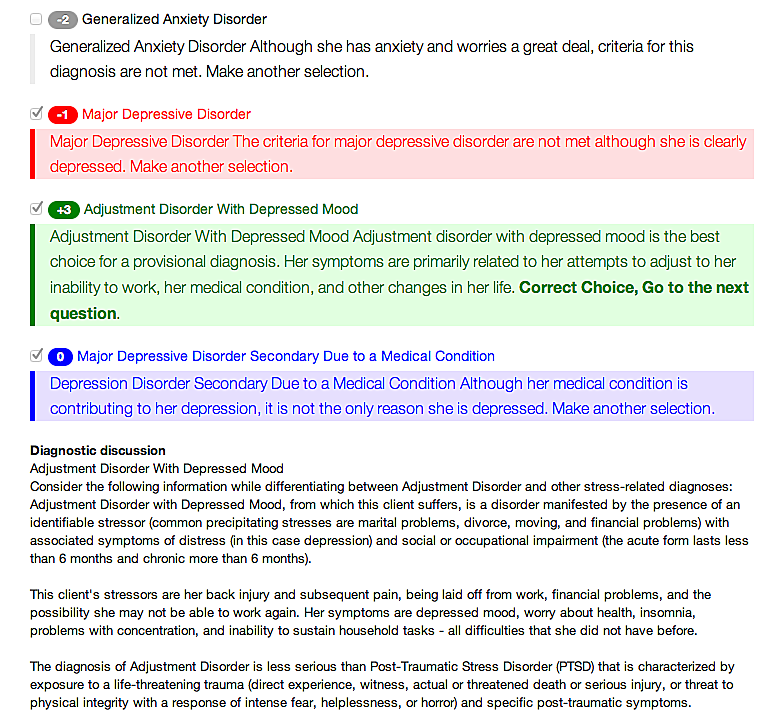 -2 Generalized Anxiety Disorder
Generalized Anxiety Disorder Although she has anxiety and worries a great deal, criteria for this
diagnosis are not met. Make another selection.
-1 Major Depressive Disorder
Major Depressive Disorder The criteria for major depressive disorder are not met although she is clearly
depressed. Make another selection.
+3 Adjustment Disorder With Depressed Mood
Adjustment Disorder With Depressed Mood Adjustment disorder with depressed mood is the best
choice for a provisional diagnosis. Her symptoms are primarily related to her attempts to adjust to her
inability to work, her medical condition, and other changes in her life. Correct Choice, Go to the next
question.
0 Major Depressive Disorder Secondary Due to a Medical Condition
Depression Disorder Secondary Due to a Medical Condition Although her medical condition is
contributing to her depression, it is not the only reason she is depressed. Make another selection.
Diagnostic discussion
Adjustment Disorder With Depressed Mood
Consider the following information while differentiating between Adjustment Disorder and other stress-related diagnoses:
Adjustment Disorder with Depressed Mood, from which this client suffers, is a disorder manifested by the presence of an
identifiable stressor (common precipitating stresses are marital problems, divorce, moving, and financial problems) with
associated symptoms of distress (in this case depression) and social or occupational impairment (the acute form lasts less
than 6 months and chronic more than 6 months).
This client's stressors are her back injury and subsequent pain, being laid off from work, financial problems, and the
possibility she may not be able to work again. Her symptoms are depressed mood, worry about health, insomnia,
problems with concentration, and inability to sustain household tasks - all difficulties that she did not have before.
The diagnosis of Adjustment Disorder is less serious than Post-Traumatic Stress Disorder (PTSD) that is characterized by
exposure to a life-threatening trauma (direct experience, witness, actual or threatened death or serious injury, or threat to
physical integrity with a response of intense fear, helplessness, or horror) and specific post-traumatic symptoms.